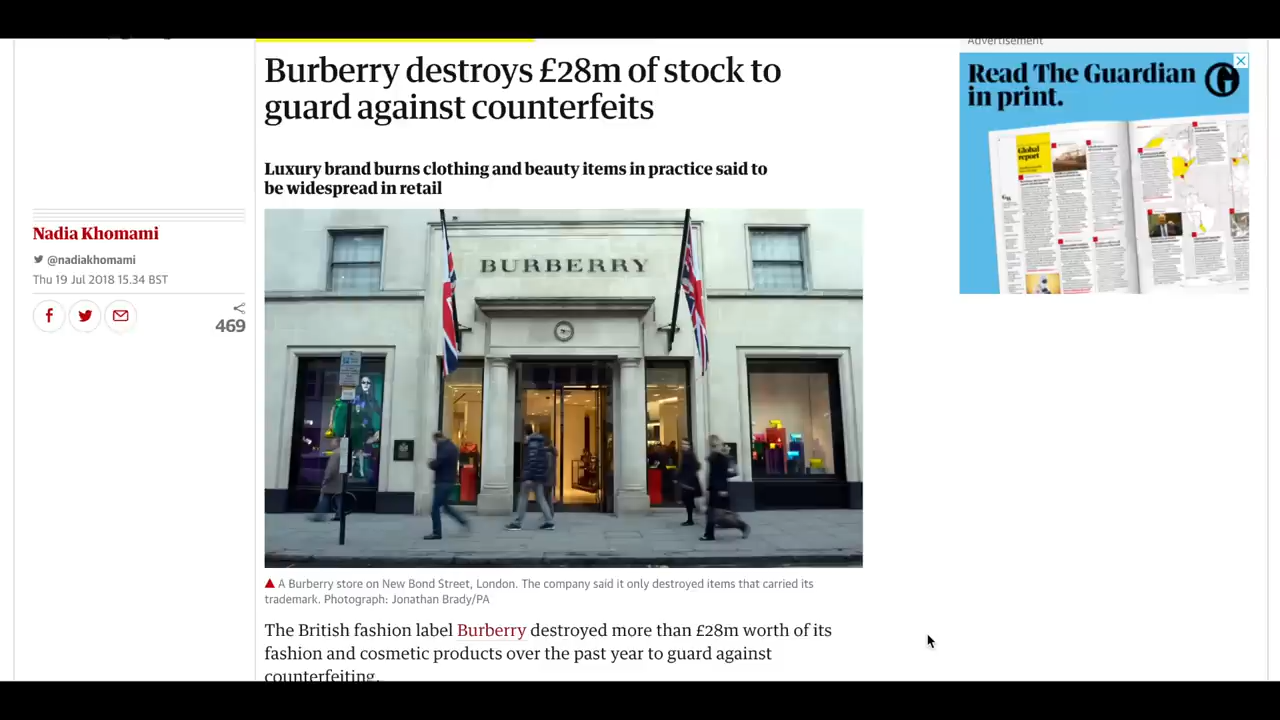 Burberry destroys £28m of stock to
guard against counterfeits
Luxury brand burns clothing and beauty items in practice said to
be widespread in retail
Nadia Khomami
@nadiakhomami
Thu 19 Jul 2018 15.34 BST
469
BURBERRY
▲ A Burberry store on New Bond Street, London. The company said it only destroyed items that carried its
trademark. Photograph: Jonathan Brady/PA
The British fashion label Burberry destroyed more than £28m worth of its
fashion and cosmetic products over the past year to guard against
counterfeiting.
Advertisement
Read The Guardian
in print.
Global
report